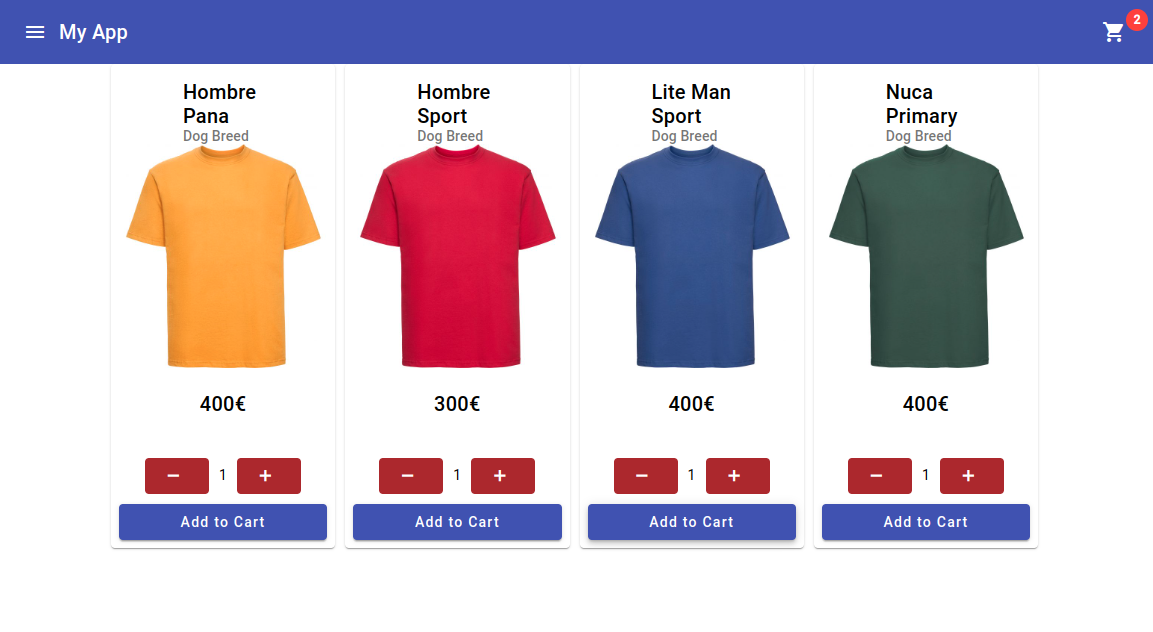 My App
2
Hombre
Pana
Dog Breed
400€
− 1 +
Add to Cart
Hombre
Sport
Dog Breed
300€
− 1 +
Add to Cart
Lite Man
Sport
Dog Breed
400€
− 1 +
Add to Cart
Nuca
Primary
Dog Breed
400€
− 1 +
Add to Cart